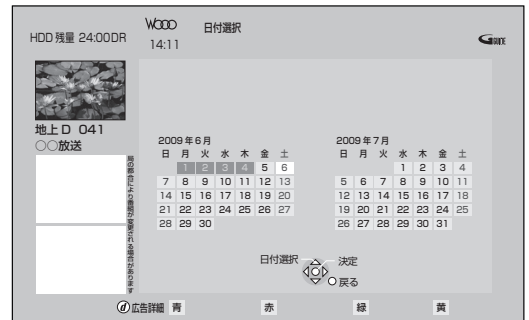 HDD 残量 24:00DR
Wooo
日付選択
14:11
GGUIDE
地上D 041
○○放送
局の都合により番組が変更される場合があります
2009年6月
日 月 火 水 木 金 土
1 2 3 4 5 6
7 8 9 10 11 12 13
14 15 16 17 18 19 20
21 22 23 24 25 26 27
28 29 30
2009年7月
日 月 火 水 木 金 土
1 2 3 4
5 6 7 8 9 10 11
12 13 14 15 16 17 18
19 20 21 22 23 24 25
26 27 28 29 30 31
日付選択
決定
戻る
d 広告詳細 青 赤 緑 黄